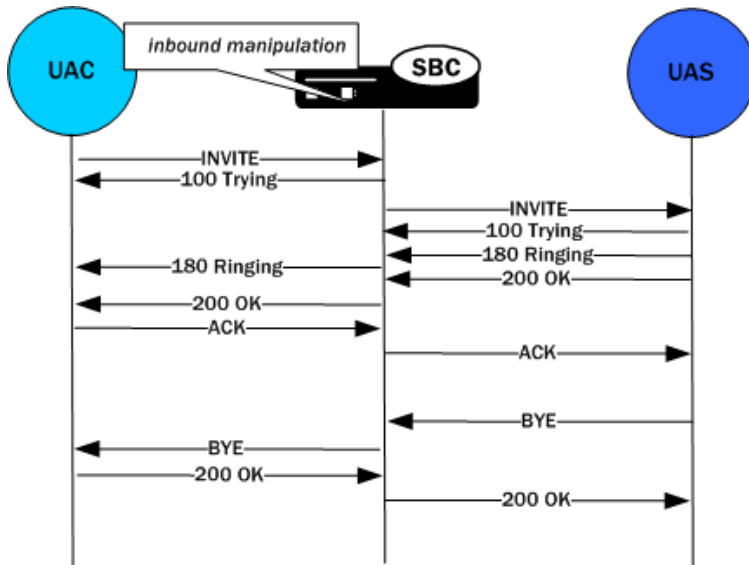 inbound manipulation
UAC
SBC
UAS
INVITE
100 Trying
INVITE
100 Trying
180 Ringing
180 Ringing
200 OK
200 OK
ACK
ACK
BYE
BYE
200 OK
200 OK